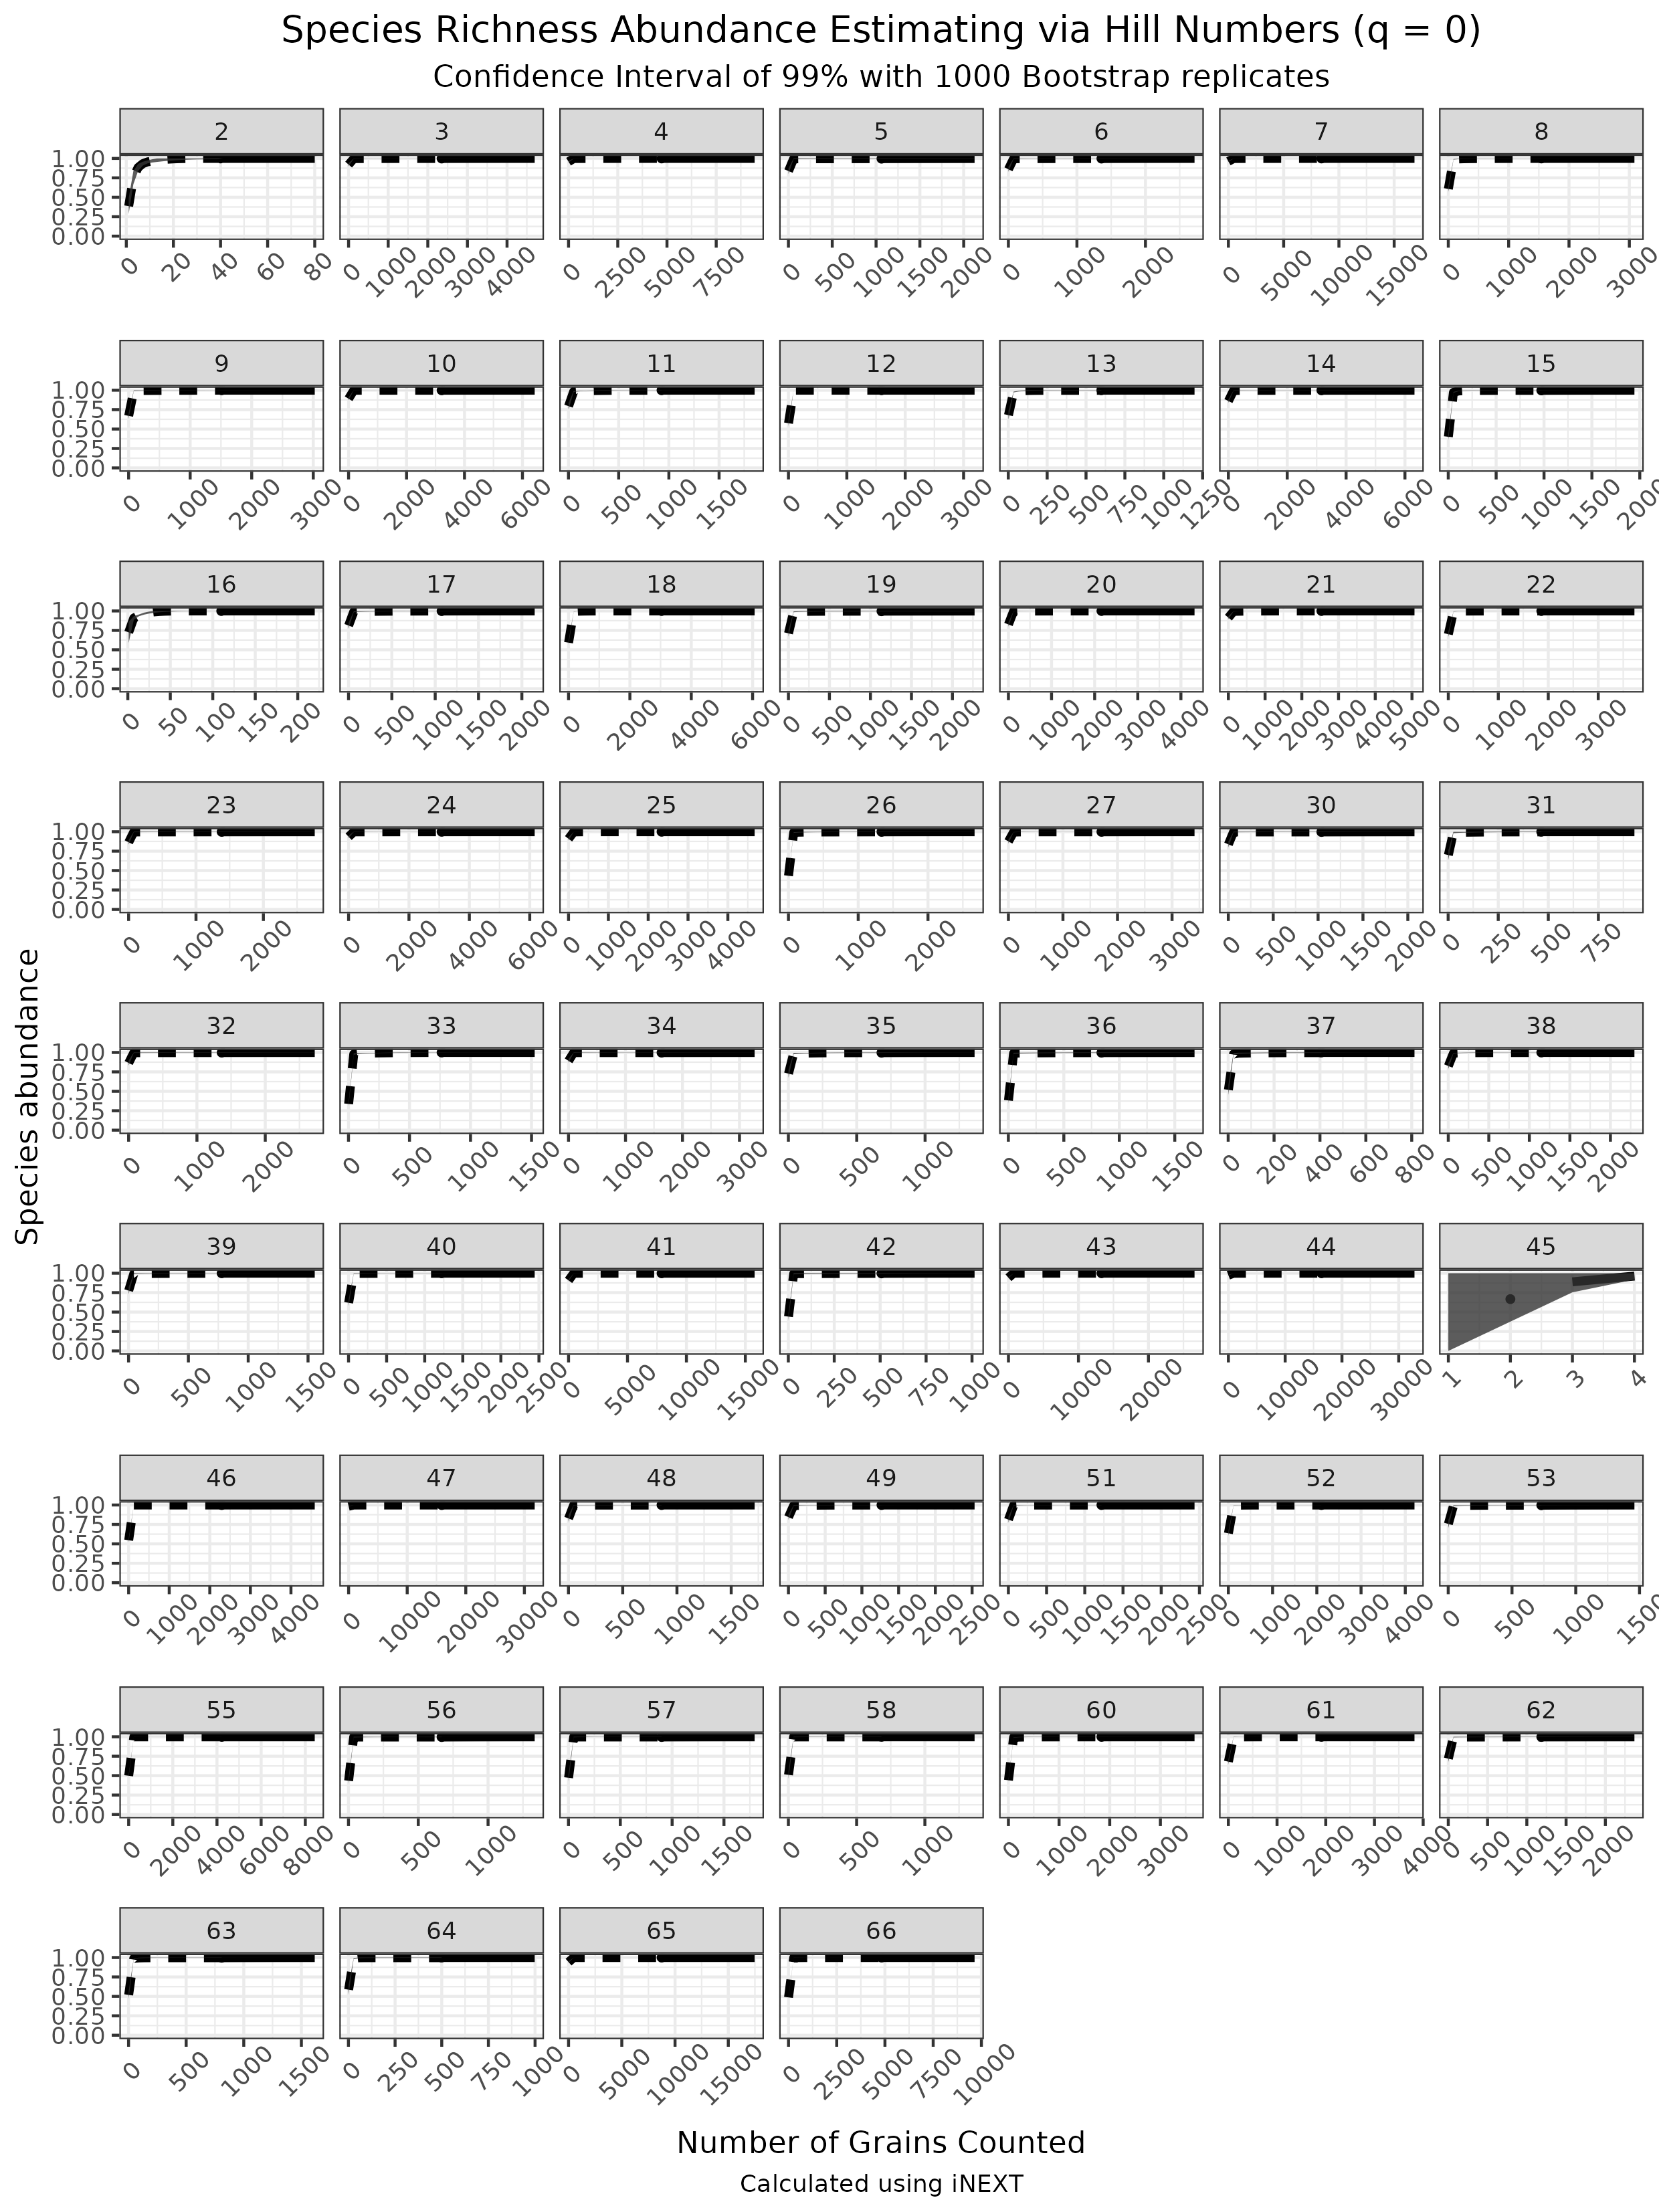 Species Richness Abundance Estimating via Hill Numbers (q = 0)
Confidence Interval of 99% with 1000 Bootstrap replicates
2 3 4 5 6 7 8
1.00
0.75
0.50
0.25
0.00
0 20 40 60 80 0 1000 2000 3000 4000 0 2500 5000 7500 0 500 1000 1500 2000 0 1000 2000 0 5000 10000 15000 0 1000 2000 3000
9 10 11 12 13 14 15
1.00
0.75
0.50
0.25
0.00
0 1000 2000 3000 0 2000 4000 6000 0 500 1000 1500 0 1000 2000 3000 0 250 500 750 1000 1250 0 2000 4000 6000 0 500 1000 1500 200
16 17 18 19 20 21 22
1.00
0.75
0.50
0.25
0.00
0 50 100 150 200 0 500 1000 1500 2000 0 2000 4000 6000 0 500 1000 1500 2000 0 1000 2000 3000 4000 0 1000 2000 3000 4000 5000 0 1000 2000 3000
23 24 25 26 27 30 31
1.00
0.75
0.50
0.25
0.00
0 1000 2000 0 2000 4000 6000 0 1000 2000 3000 4000 0 1000 2000 0 1000 2000 3000 0 500 1000 1500 2000 0 250 500 750
32 33 34 35 36 37 38
1.00
0.75
0.50
0.25
0.00
0 1000 2000 0 500 1000 1500 0 1000 2000 3000 0 500 1000 0 500 1000 1500 0 200 400 600 800 0 500 1000 1500 2000
Species abundance
39 40 41 42 43 44 45
1.00
0.75
0.50
0.25
0.00
0 500 1000 1500 0 500 1000 1500 2000 2500 0 5000 10000 15000 0 250 500 750 1000 0 10000 20000 0 10000 20000 30000 1 2 3 4
46 47 48 49 51 52 53
1.00
0.75
0.50
0.25
0.00
0 1000 2000 3000 4000 0 10000 20000 30000 0 500 1000 1500 0 500 1000 1500 2000 2500 0 500 1000 1500 2000 2500 0 1000 2000 3000 4000 0 500 1000 150
55 56 57 58 60 61 62
1.00
0.75
0.50
0.25
0.00
0 2000 4000 6000 8000 0 500 1000 0 500 1000 1500 0 500 1000 0 1000 2000 3000 0 1000 2000 3000 4000 0 500 1000 1500 2000
63 64 65 66
1.00
0.75
0.50
0.25
0.00
0 500 1000 1500 0 250 500 750 1000 0 5000 10000 15000 0 2500 5000 7500 10000
Number of Grains Counted
Calculated using iNEXT